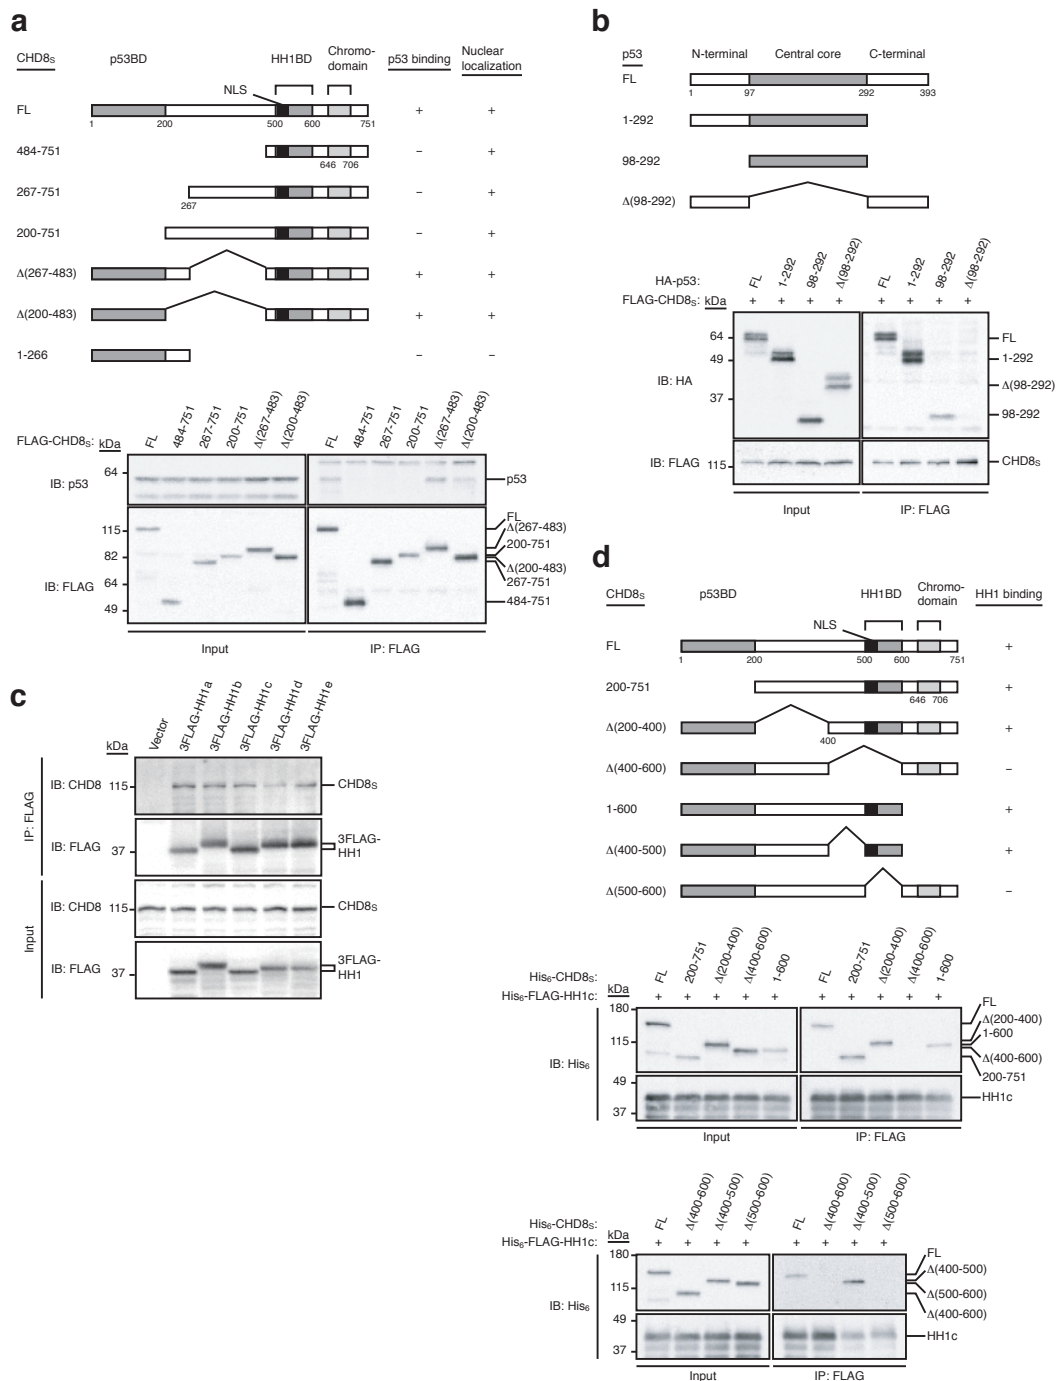 a
CHD8S p53BD HH1BD Chromo-domain p53 binding Nuclear localization
NLS
FL + +
1 200 500 600 751
484-751 – +
646 706
267-751 – +
267
200-751 – +
Δ(267-483) + +
Δ(200-483) + +
1-266 – –
FLAG-CHD8S: kDa FL 484-751 267-751 200-751 Δ(267-483) Δ(200-483) FL 484-751 267-751 200-751 Δ(267-483) Δ(200-483)
IB: p53 64 p53
IB: FLAG 115 82 64 49
FL
Δ(267-483)
200-751
Δ(200-483)
267-751
484-751
Input IP: FLAG
b
p53 N-terminal Central core C-terminal
FL
1 97 292 393
1-292
98-292
Δ(98-292)
HA-p53: FL 1-292 98-292 Δ(98-292) FL 1-292 98-292 Δ(98-292)
FLAG-CHD8S: kDa + + + + + + + +
IB: HA 64 49 37
FL
1-292
Δ(98-292)
98-292
IB: FLAG 115 CHD8S
Input IP: FLAG
c
kDa Vector 3FLAG-HH1a 3FLAG-HH1b 3FLAG-HH1c 3FLAG-HH1d 3FLAG-HH1e
IP: FLAG
IB: CHD8 115 CHD8S
IB: FLAG 37 3FLAG-HH1
Input
IB: CHD8 115 CHD8S
IB: FLAG 37 3FLAG-HH1
d
CHD8S p53BD HH1BD Chromo-domain HH1 binding
NLS
FL +
1 200 500 600 751
200-751 +
646 706
Δ(200-400) +
400
Δ(400-600) –
1-600 +
Δ(400-500) +
Δ(500-600) –
His6-CHD8S: FL 200-751 Δ(200-400) Δ(400-600) 1-600 FL 200-751 Δ(200-400) Δ(400-600) 1-600
His6-FLAG-HH1c: kDa + + + + + + + + + +
IB: His6 180 115 49 37
FL
Δ(200-400)
1-600
Δ(400-600)
200-751
HH1c
Input IP: FLAG
His6-CHD8S: FL Δ(400-600) Δ(400-500) Δ(500-600) FL Δ(400-600) Δ(400-500) Δ(500-600)
His6-FLAG-HH1c: kDa + + + + + + + +
IB: His6 180 115 49 37
FL
Δ(400-500)
Δ(500-600)
Δ(400-600)
HH1c
Input IP: FLAG